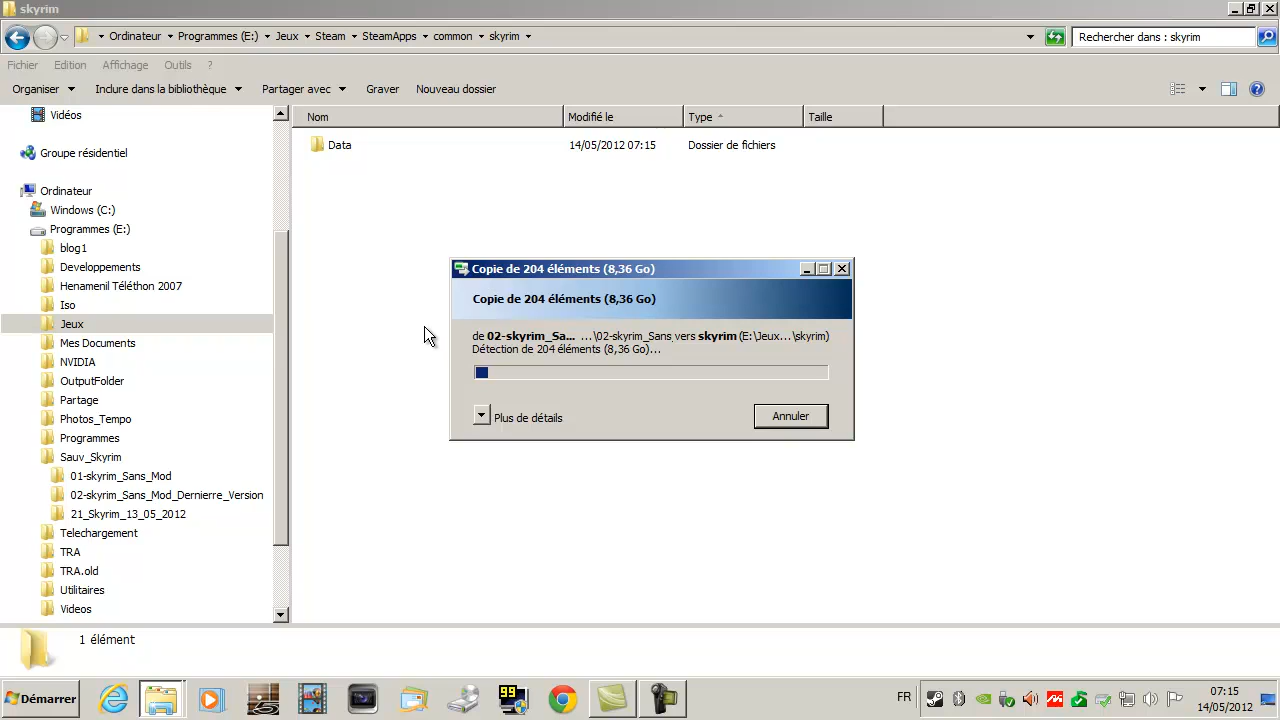 skyrim
Ordinateur Programmes (E:) Jeux Steam SteamApps common skyrim
Rechercher dans : skyrim
Fichier Edition Affichage Outils ?
Organiser Inclure dans la bibliothèque Partager avec Graver Nouveau dossier
Nom Modifié le Type Taille
Data 14/05/2012 07:15 Dossier de fichiers
Vidéos
Groupe résidentiel
Ordinateur
Windows (C:)
Programmes (E:)
blog1
Developpements
Henamenil Téléthon 2007
Iso
Jeux
Mes Documents
NVIDIA
OutputFolder
Partage
Photos_Tempo
Programmes
Sauv_Skyrim
01-skyrim_Sans_Mod
02-skyrim_Sans_Mod_Dernierre_Version
21_Skyrim_13_05_2012
Telechargement
TRA
TRA.old
Utilitaires
Videos
Copie de 204 éléments (8,36 Go)
Copie de 204 éléments (8,36 Go)
de 02-skyrim_Sa... ...\02-skyrim_Sans vers skyrim (E:\Jeux...\skyrim)
Détection de 204 éléments (8,36 Go)...
Plus de détails
Annuler
1 élément
Démarrer
99
FR
07:15
14/05/2012